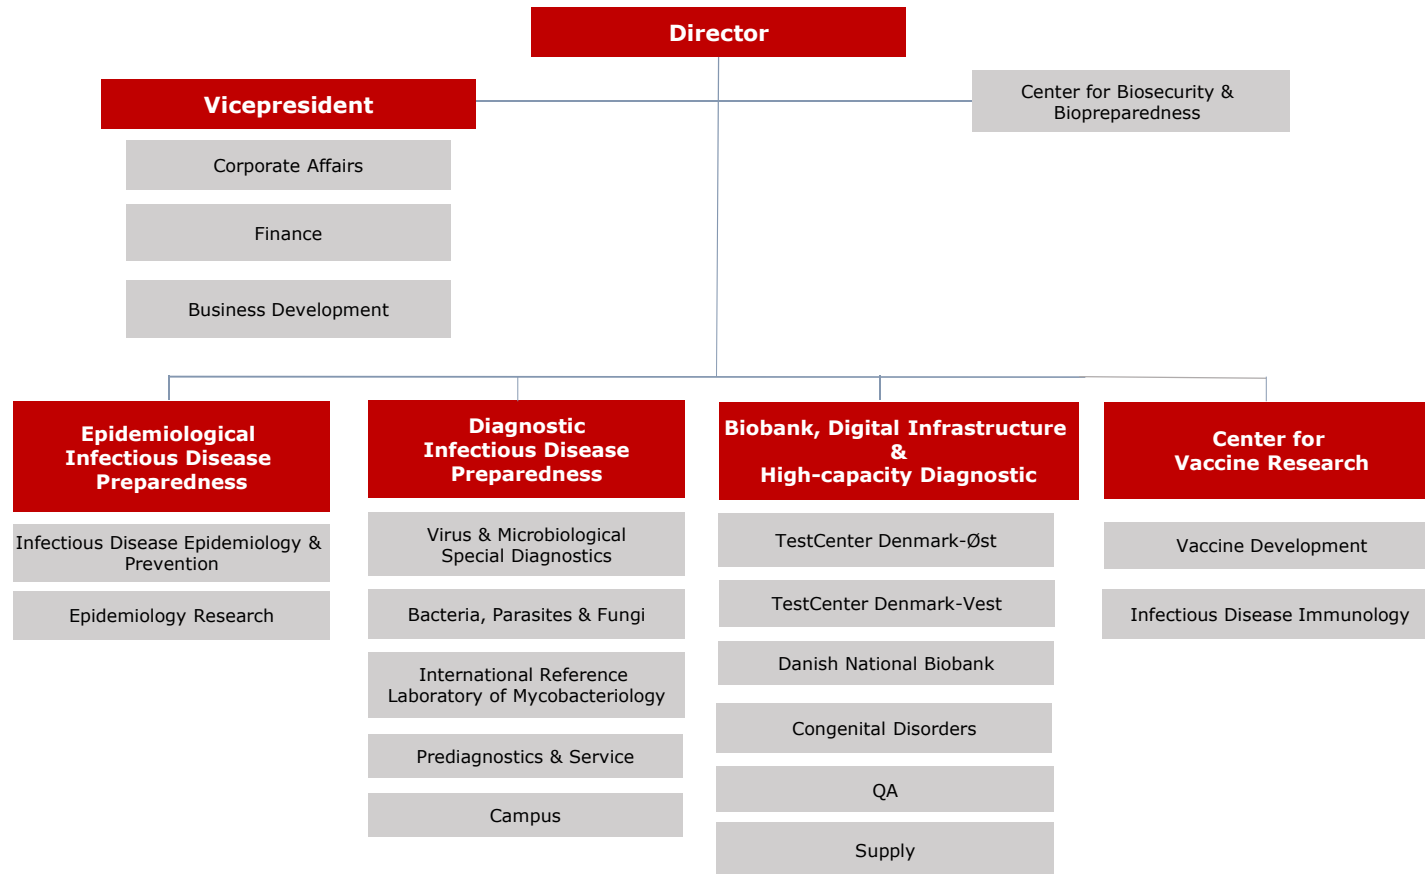 Director
Vicepresident
Center for Biosecurity &
Biopreparedness
Corporate Affairs
Finance
Business Development
Epidemiological
Infectious Disease
Preparedness
Infectious Disease Epidemiology &
Prevention
Epidemiology Research
Diagnostic
Infectious Disease
Preparedness
Virus & Microbiological
Special Diagnostics
Bacteria, Parasites & Fungi
International Reference
Laboratory of Mycobacteriology
Prediagnostics & Service
Campus
Biobank, Digital Infrastructure
&
High-capacity Diagnostic
TestCenter Denmark-Øst
TestCenter Denmark-Vest
Danish National Biobank
Congenital Disorders
QA
Supply
Center for
Vaccine Research
Vaccine Development
Infectious Disease Immunology